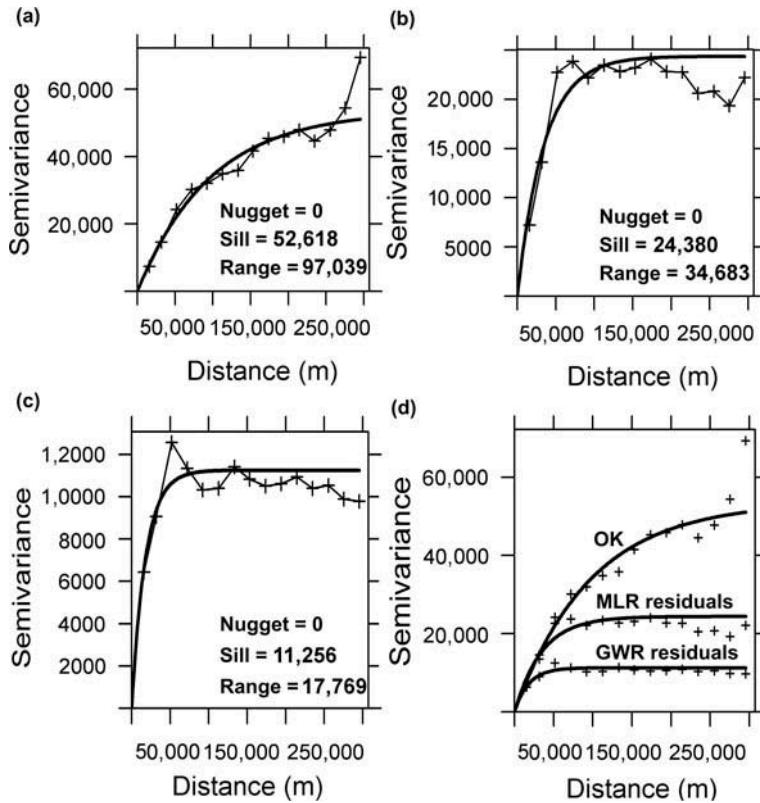 (a)
Semivariance
60,000
40,000
20,000
Nugget = 0
Sill = 52,618
Range = 97,039
50,000 150,000 250,000
Distance (m)
(b)
Semivariance
20,000
15,000
10,000
5000
Nugget = 0
Sill = 24,380
Range = 34,683
50,000 150,000 250,000
Distance (m)
(c)
Semivariance
1,2000
1,0000
8000
6000
4000
2000
Nugget = 0
Sill = 11,256
Range = 17,769
50,000 150,000 250,000
Distance (m)
(d)
Semivariance
60,000
40,000
20,000
OK
MLR residuals
GWR residuals
50,000 150,000 250,000
Distance (m)